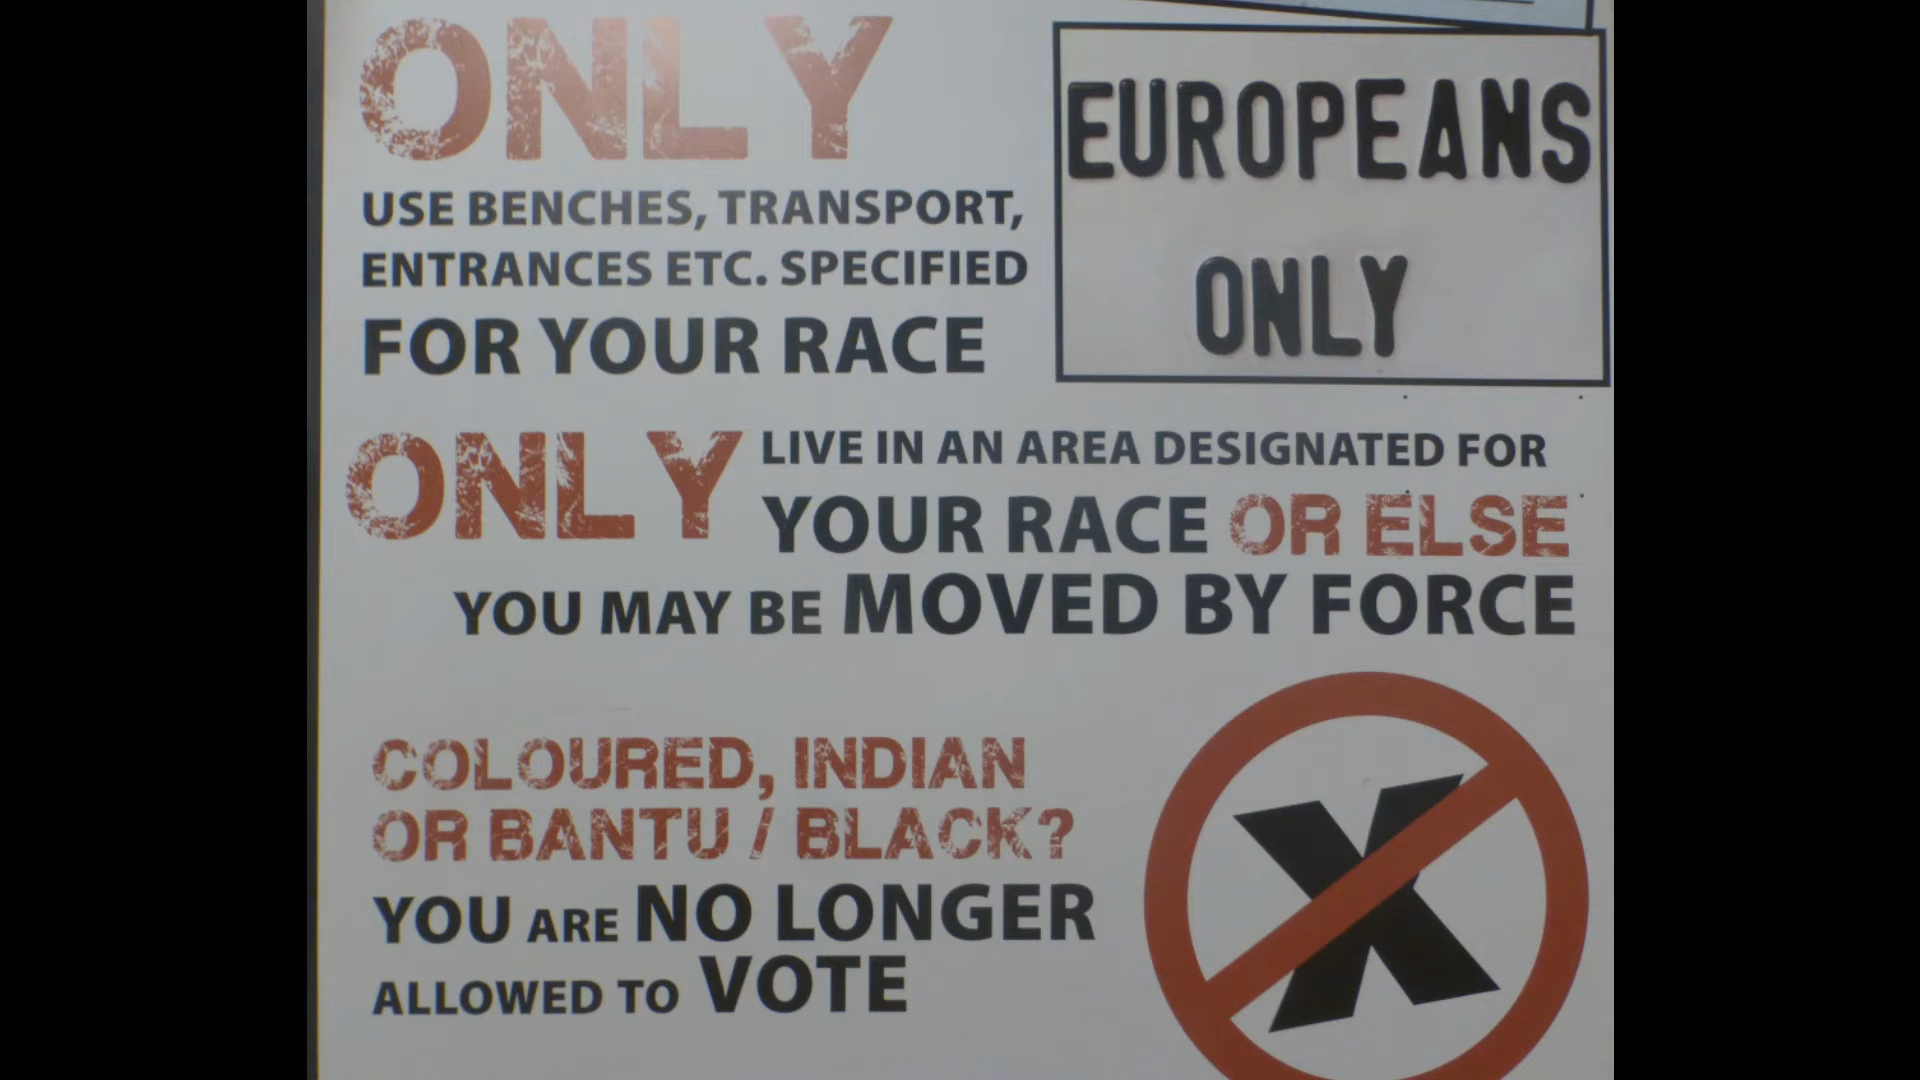 ONLY
USE BENCHES, TRANSPORT,
ENTRANCES ETC. SPECIFIED
FOR YOUR RACE
EUROPEANS
ONLY
ONLY LIVE IN AN AREA DESIGNATED FOR
YOUR RACE OR ELSE
YOU MAY BE MOVED BY FORCE
COLOURED, INDIAN
OR BANTU / BLACK?
YOU ARE NO LONGER
ALLOWED TO VOTE
X